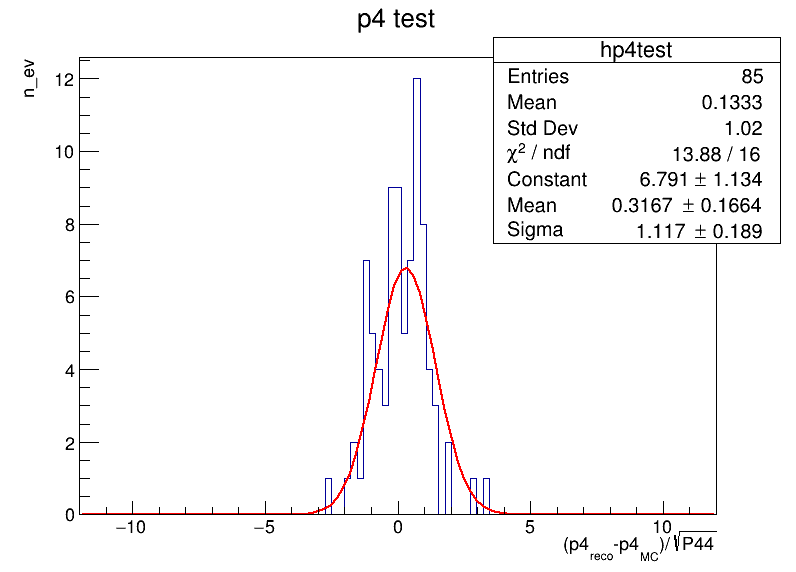 p4 test
hp4test
Entries 85
Mean 0.1333
Std Dev 1.02
χ² / ndf 13.88 / 16
Constant 6.791 ± 1.134
Mean 0.3167 ± 0.1664
Sigma 1.117 ± 0.189
n_ev
12
10
8
6
4
2
0
−10 −5 0 5 10
(p4reco-p4MC)/√P44